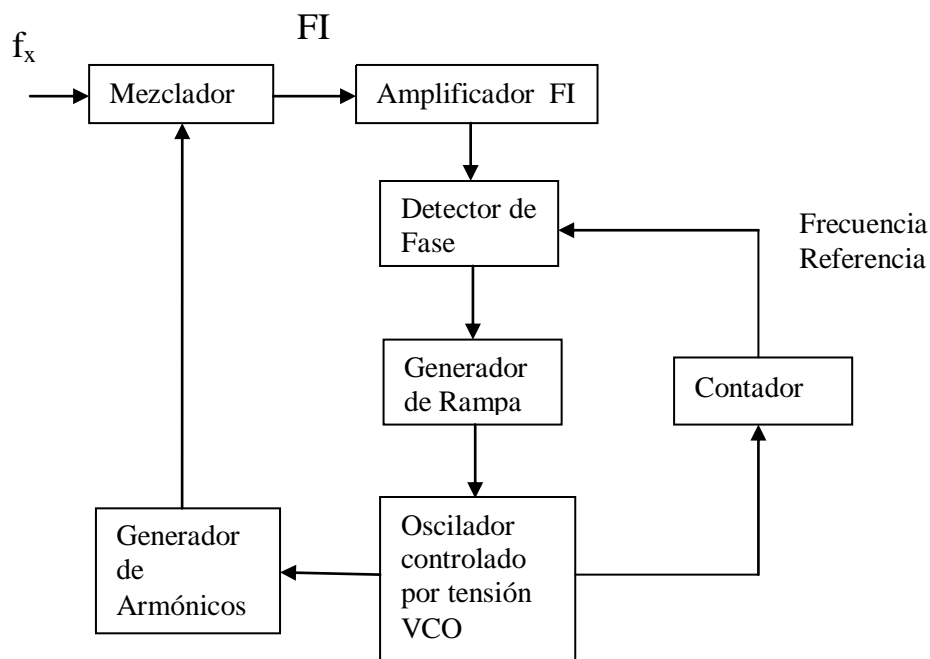 FI
fx
Mezclador
Amplificador FI
Detector de
Fase
Frecuencia
Referencia
Generador
de Rampa
Contador
Generador
de
Armónicos
Oscilador
controlado
por tensión
VCO